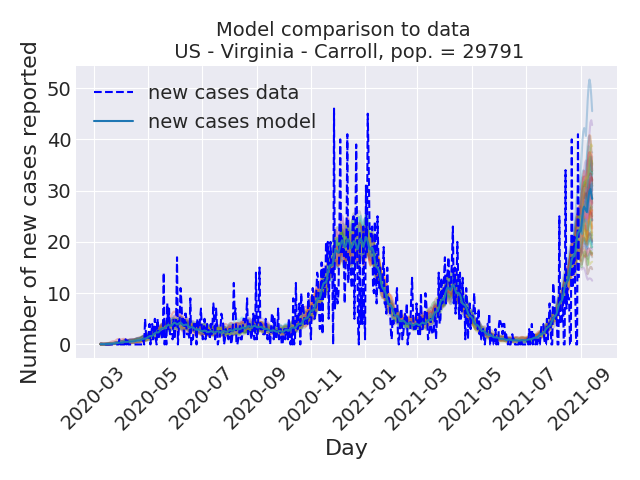 Model comparison to data
US - Virginia - Carroll, pop. = 29791
new cases data
new cases model
Number of new cases reported
50
40
30
20
10
0
2020-03
2020-05
2020-07
2020-09
2020-11
2021-01
2021-03
2021-05
2021-07
2021-09
Day